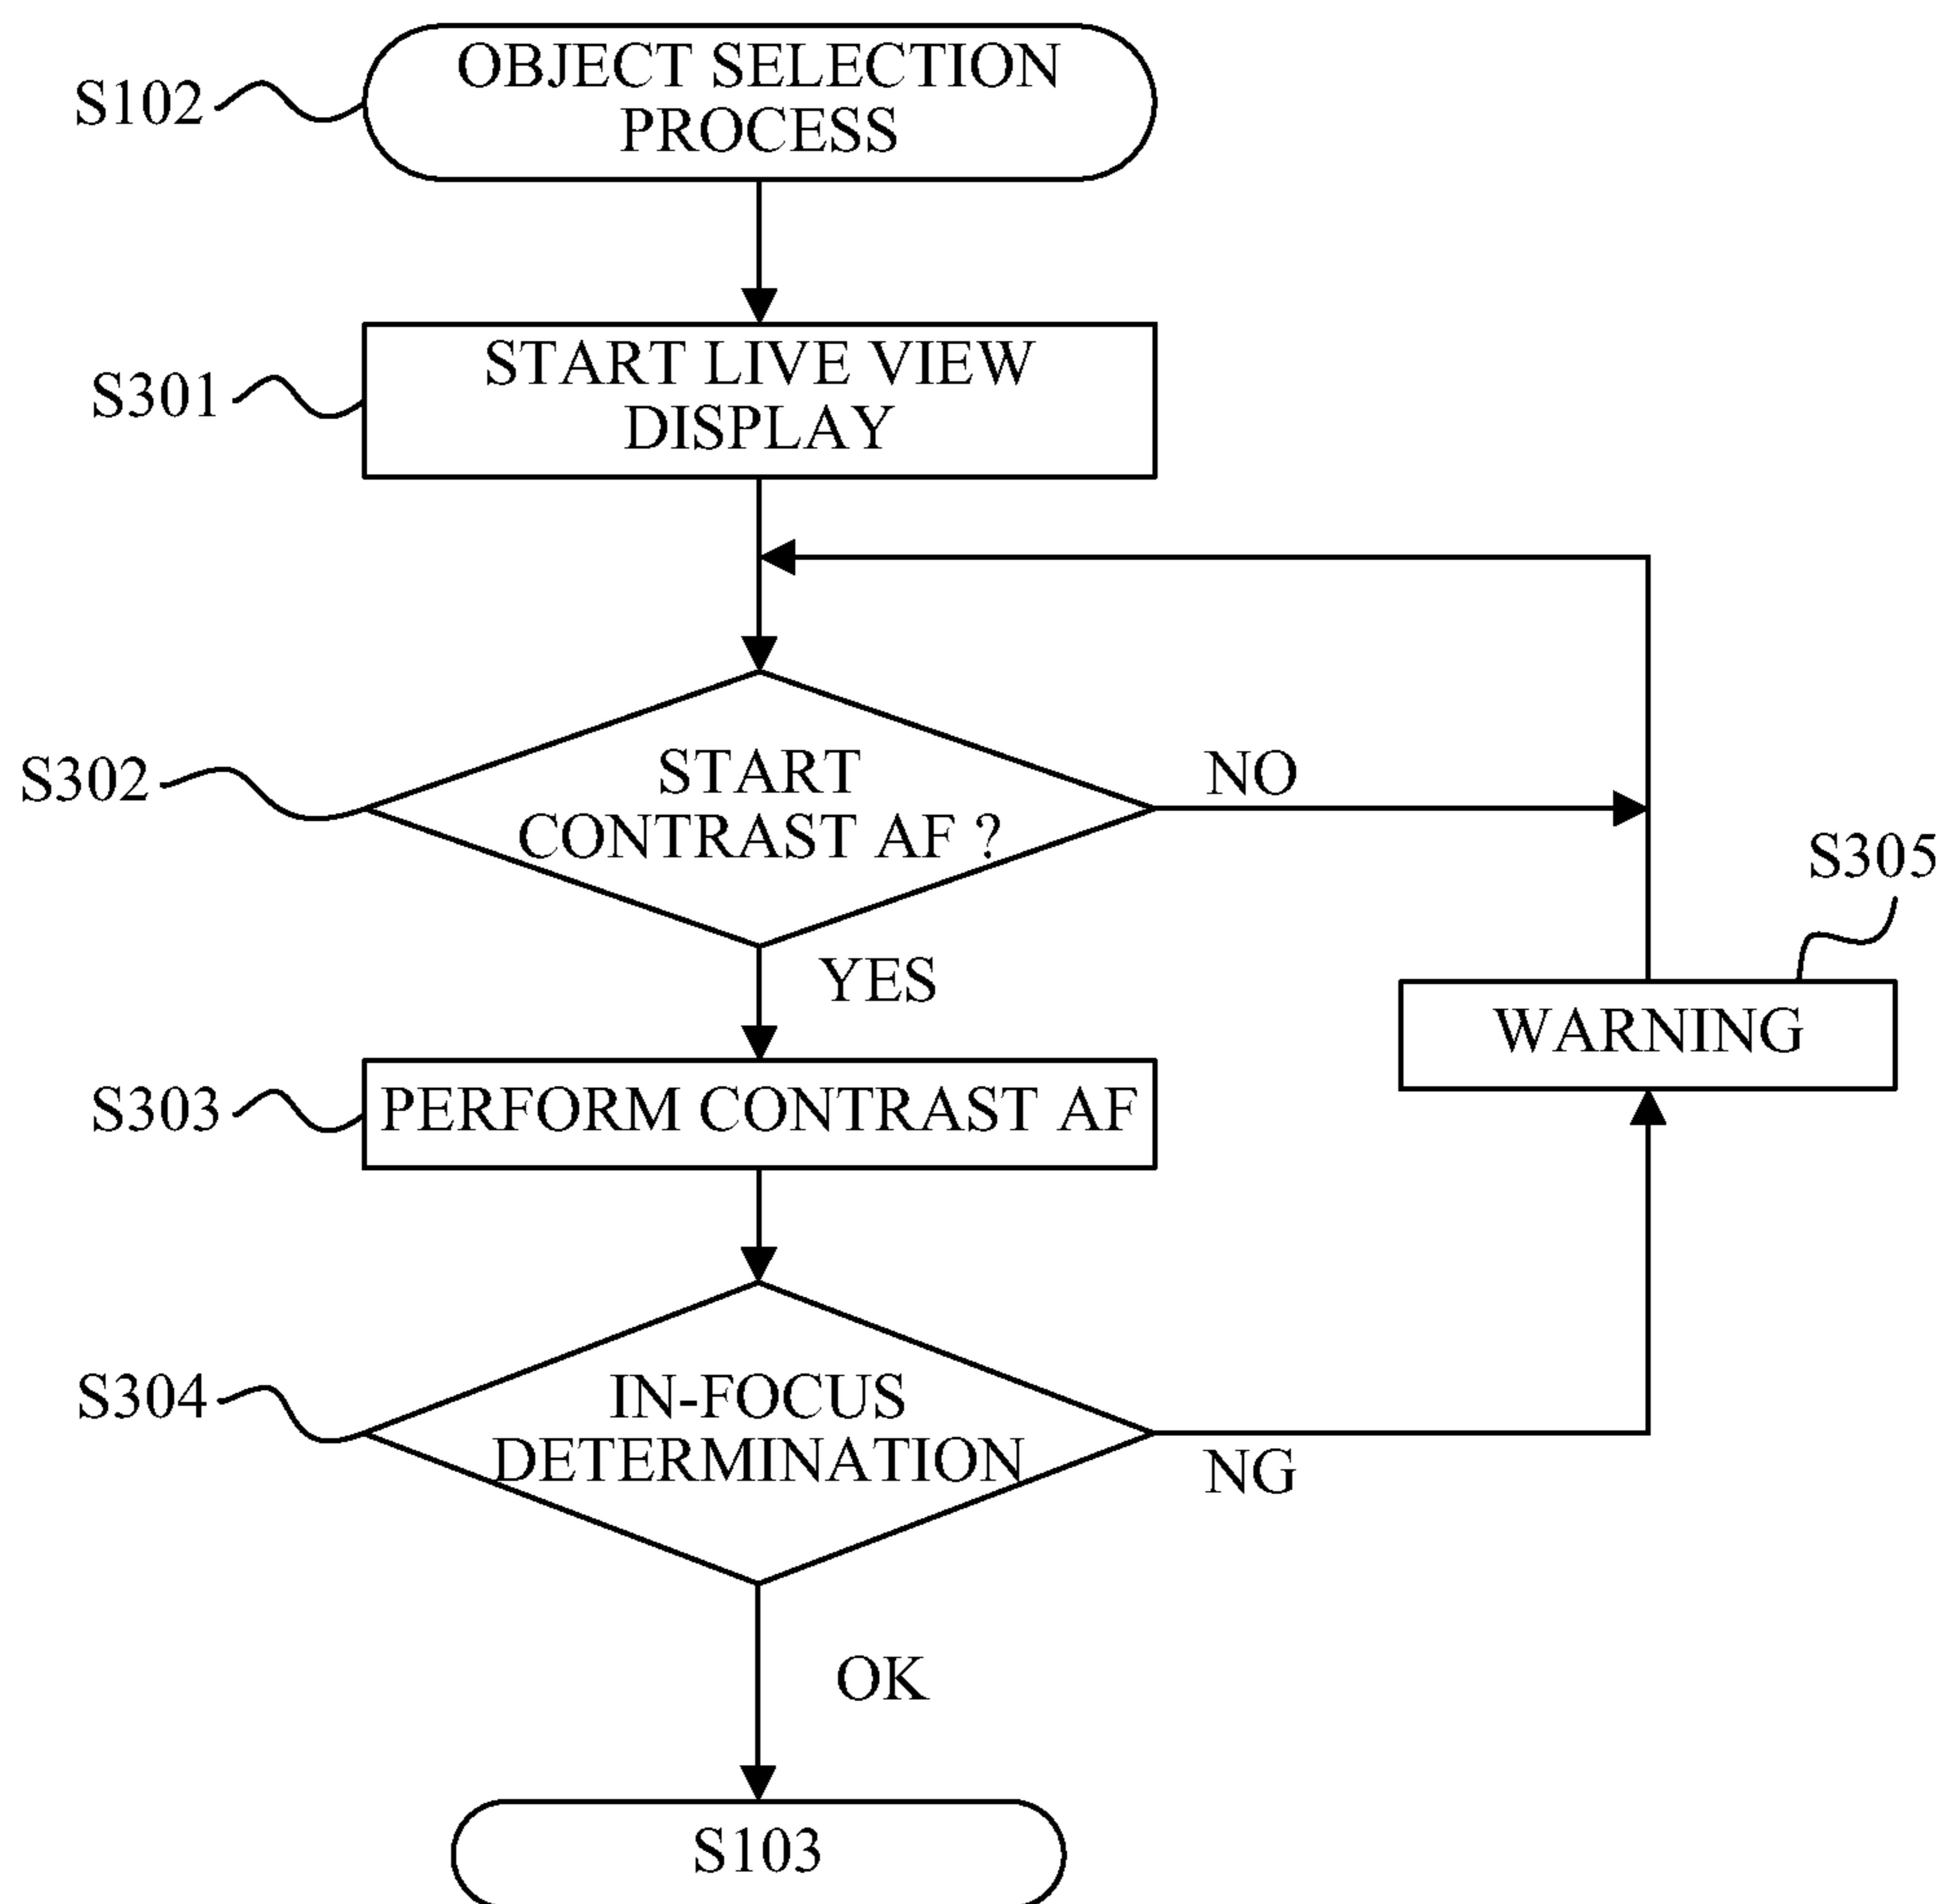 OBJECT SELECTION
PROCESS
S102
START LIVE VIEW
DISPLAY
S301
START
CONTRAST AF ?
S302
NO
S305
YES
WARNING
PERFORM CONTRAST AF
S303
IN-FOCUS
DETERMINATION
S304
NG
OK
S103